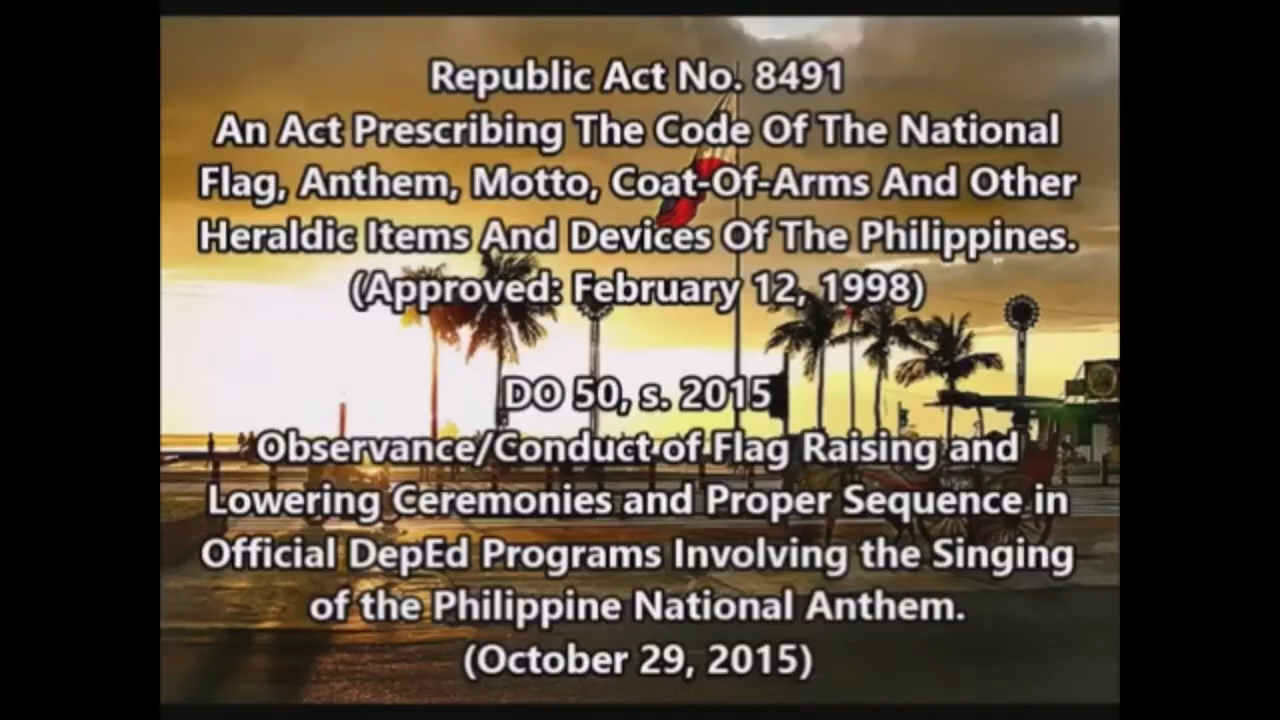 Republic Act No. 8491
An Act Prescribing The Code Of The National
Flag, Anthem, Motto, Coat-Of-Arms And Other
Heraldic Items And Devices Of The Philippines.
(Approved: February 12, 1998)
DO 50, s. 2015
Observance/Conduct of Flag Raising and
Lowering Ceremonies and Proper Sequence in
Official DepEd Programs Involving the Singing
of the Philippine National Anthem.
(October 29, 2015)